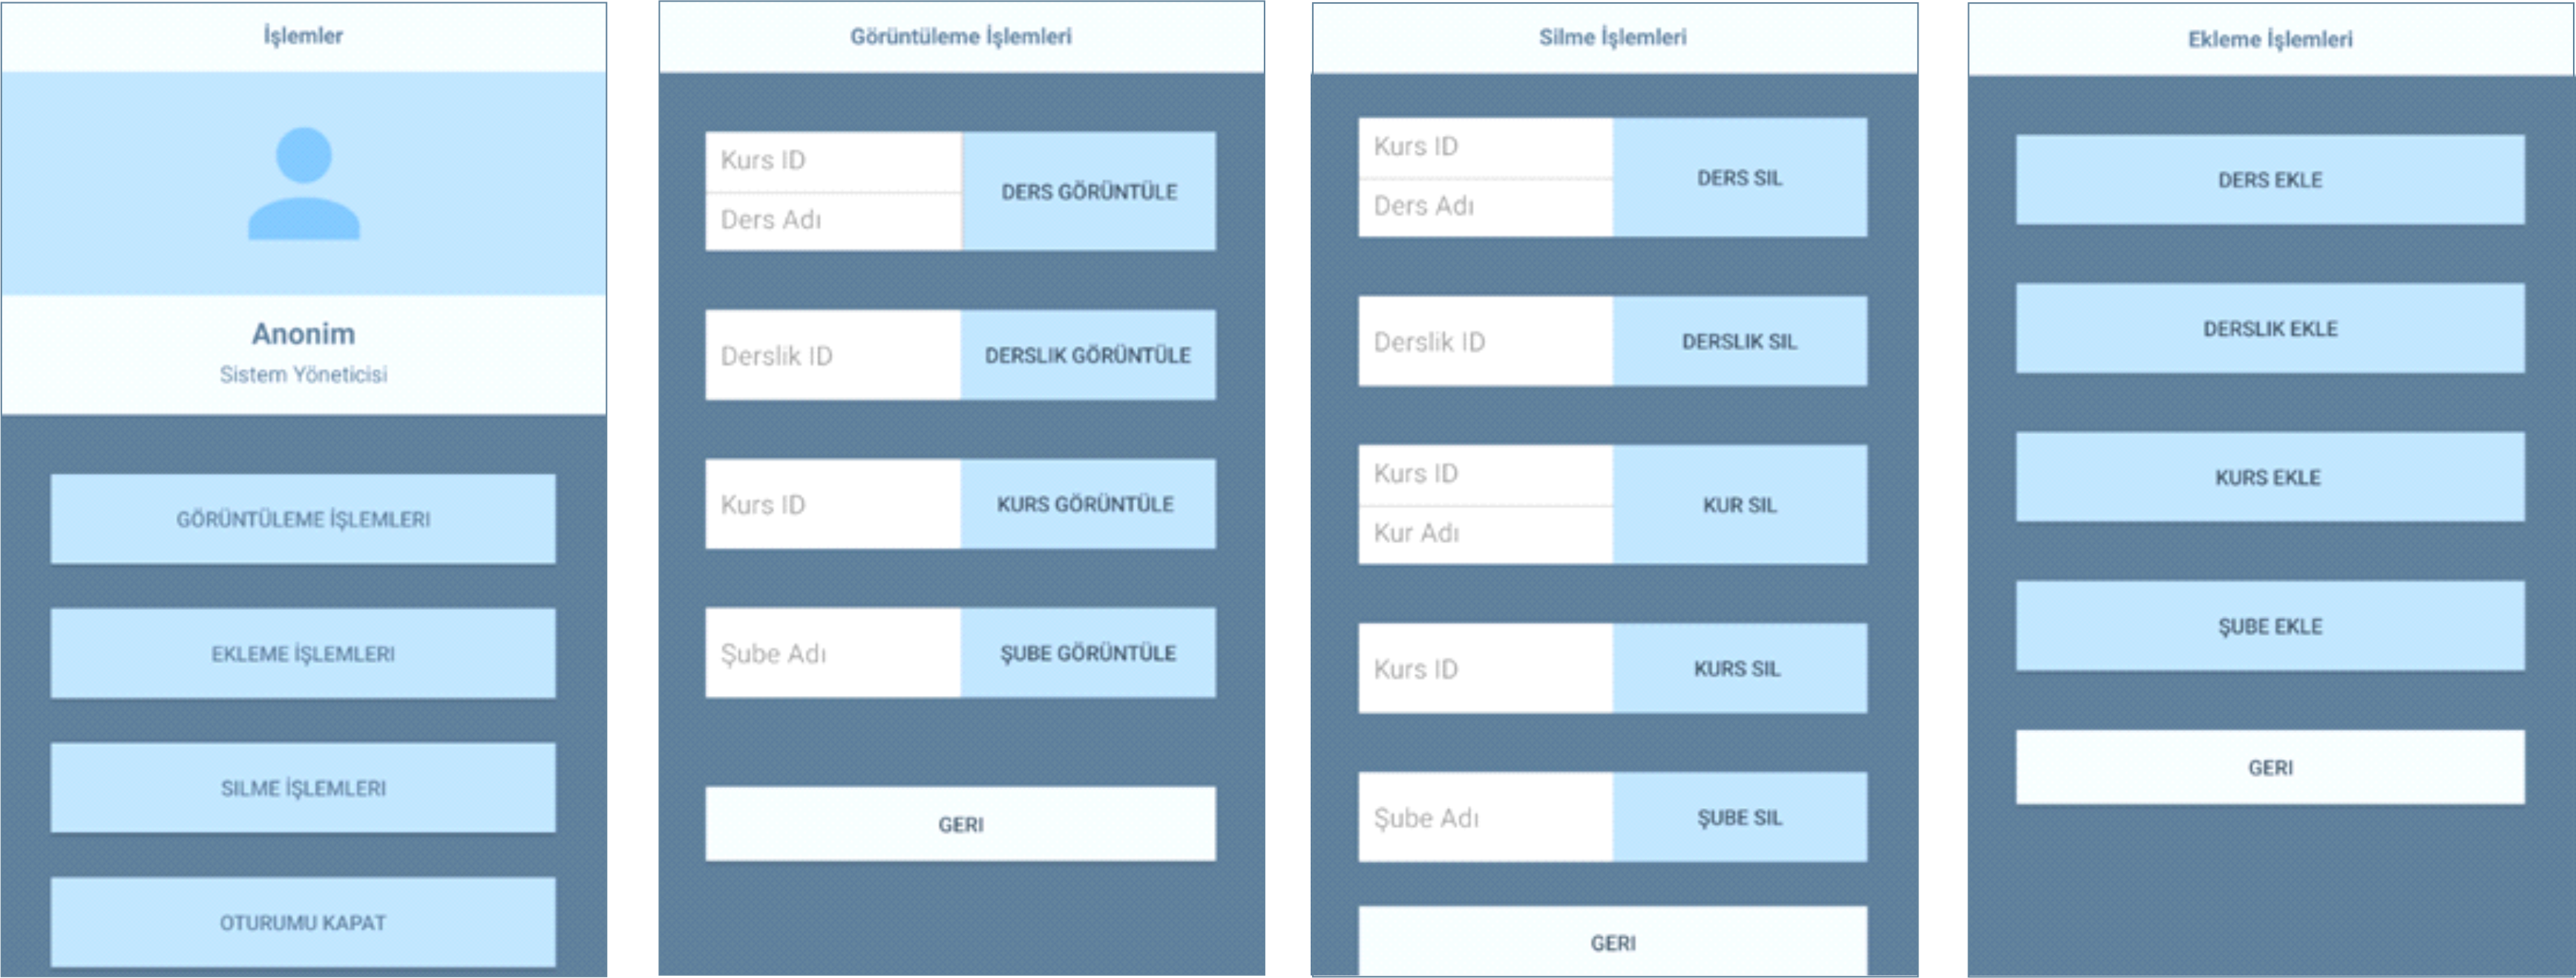 İşlemler
Anonim
Sistem Yöneticisi
GÖRÜNTÜLEME İŞLEMLERI
EKLEME İŞLEMLERI
SILME İŞLEMLERI
OTURUMU KAPAT
Görüntüleme İşlemleri
Kurs ID
Ders Adı
DERS GÖRÜNTÜLE
Derslik ID
DERSLIK GÖRÜNTÜLE
Kurs ID
KURS GÖRÜNTÜLE
Şube Adı
ŞUBE GÖRÜNTÜLE
GERI
Silme İşlemleri
Kurs ID
Ders Adı
DERS SIL
Derslik ID
DERSLIK SIL
Kurs ID
Kur Adı
KUR SIL
Kurs ID
KURS SIL
Şube Adı
ŞUBE SIL
GERI
Ekleme İşlemleri
DERS EKLE
DERSLIK EKLE
KURS EKLE
ŞUBE EKLE
GERI